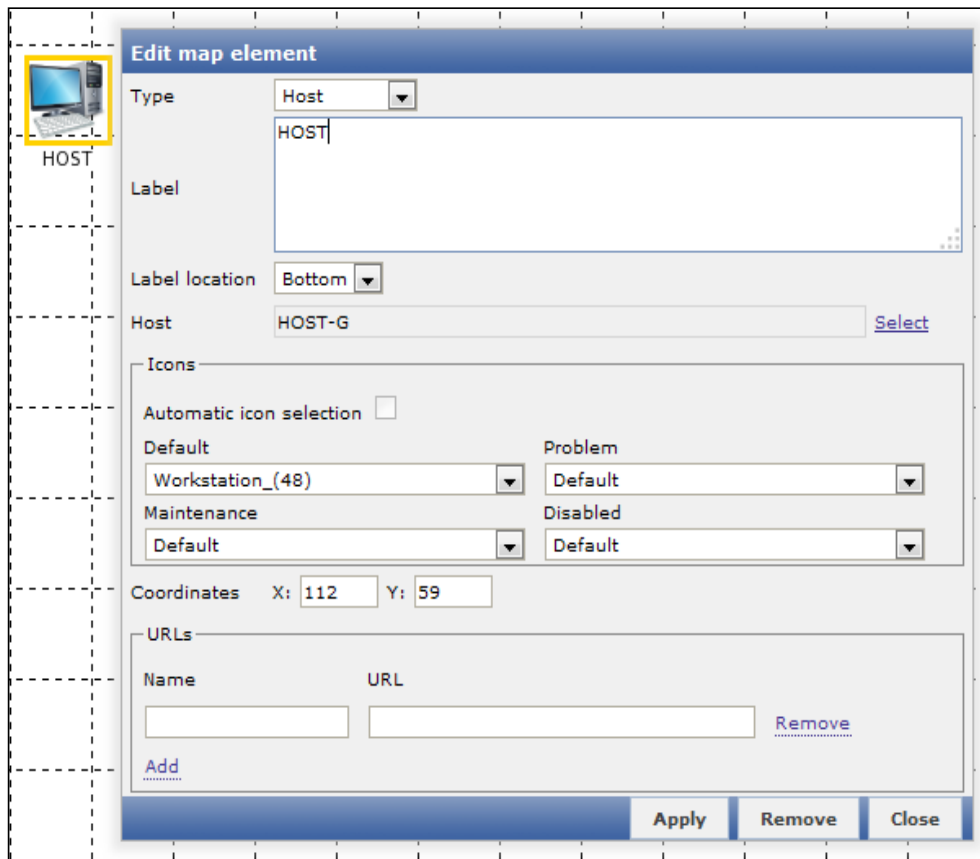 Edit map element
Type Host
HOST
HOST
Label
Label location Bottom
Host HOST-G Select
Icons
Automatic icon selection
Default Problem
Workstation_(48) Default
Maintenance Disabled
Default Default
Coordinates X: 112 Y: 59
URLs
Name URL
Remove
Add
Apply Remove Close